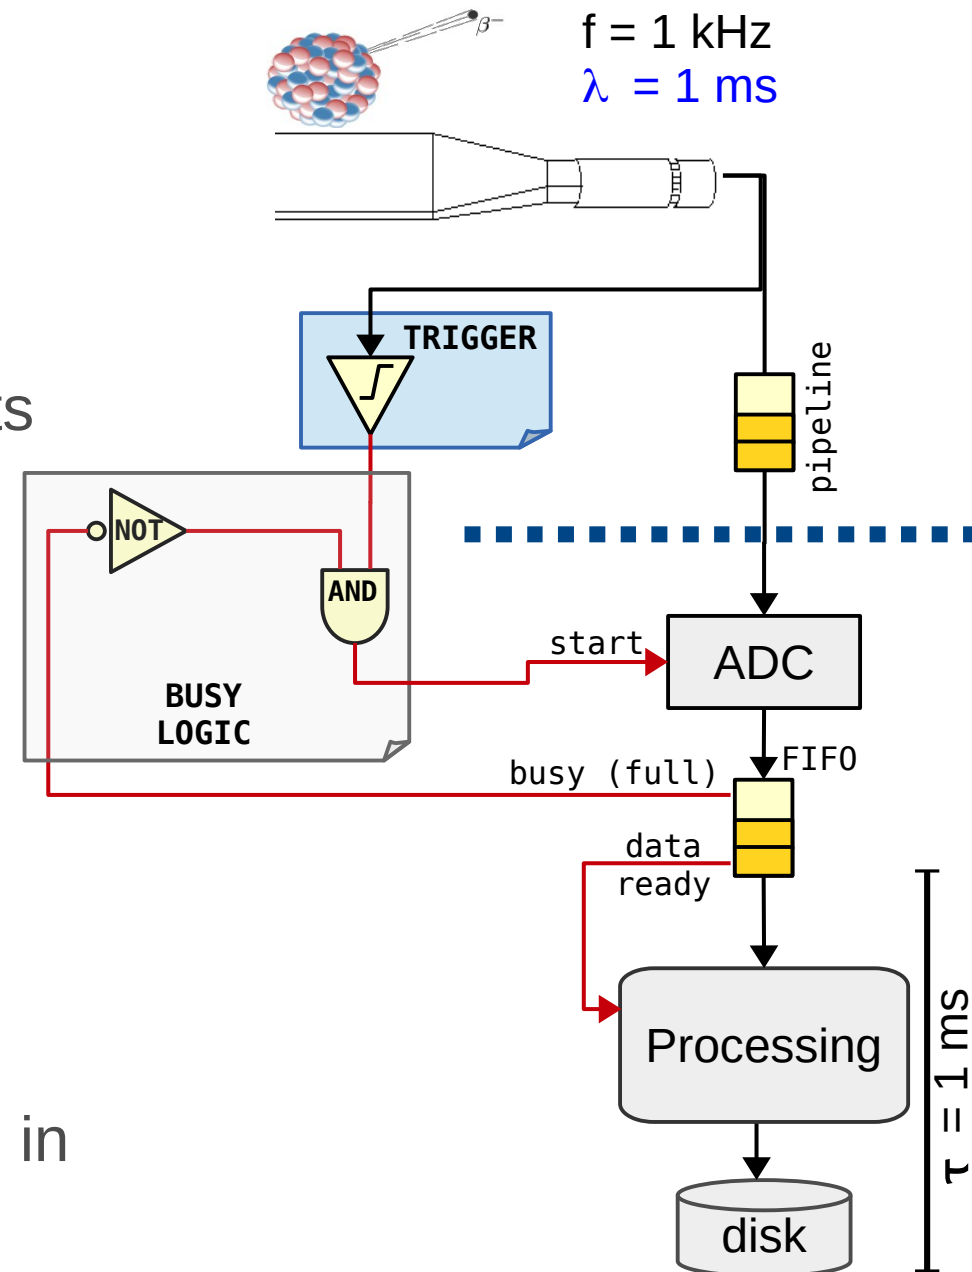 β⁻
f = 1 kHz
λ = 1 ms
TRIGGER
pipeline
ts
NOT
AND
start
ADC
BUSY
LOGIC
FIFO
busy (full)
data
ready
Processing
τ = 1 ms
in
disk